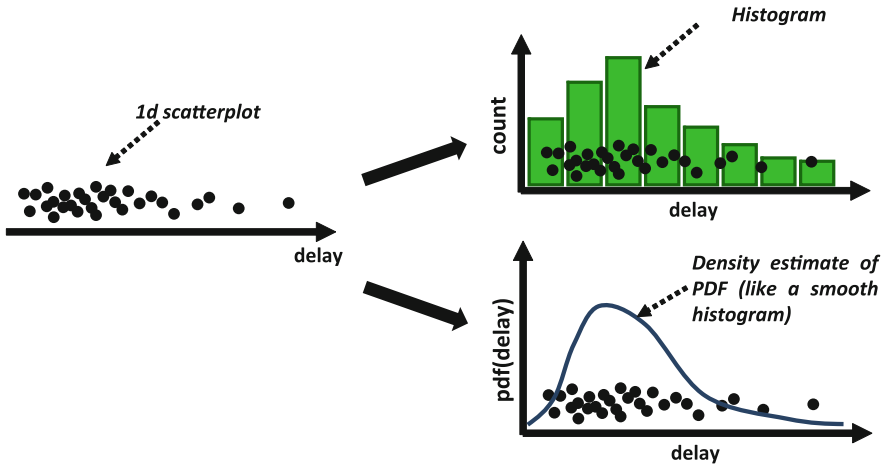 1d scatterplot
delay
Histogram
count
delay
Density estimate of
PDF (like a smooth
histogram)
pdf(delay)
delay